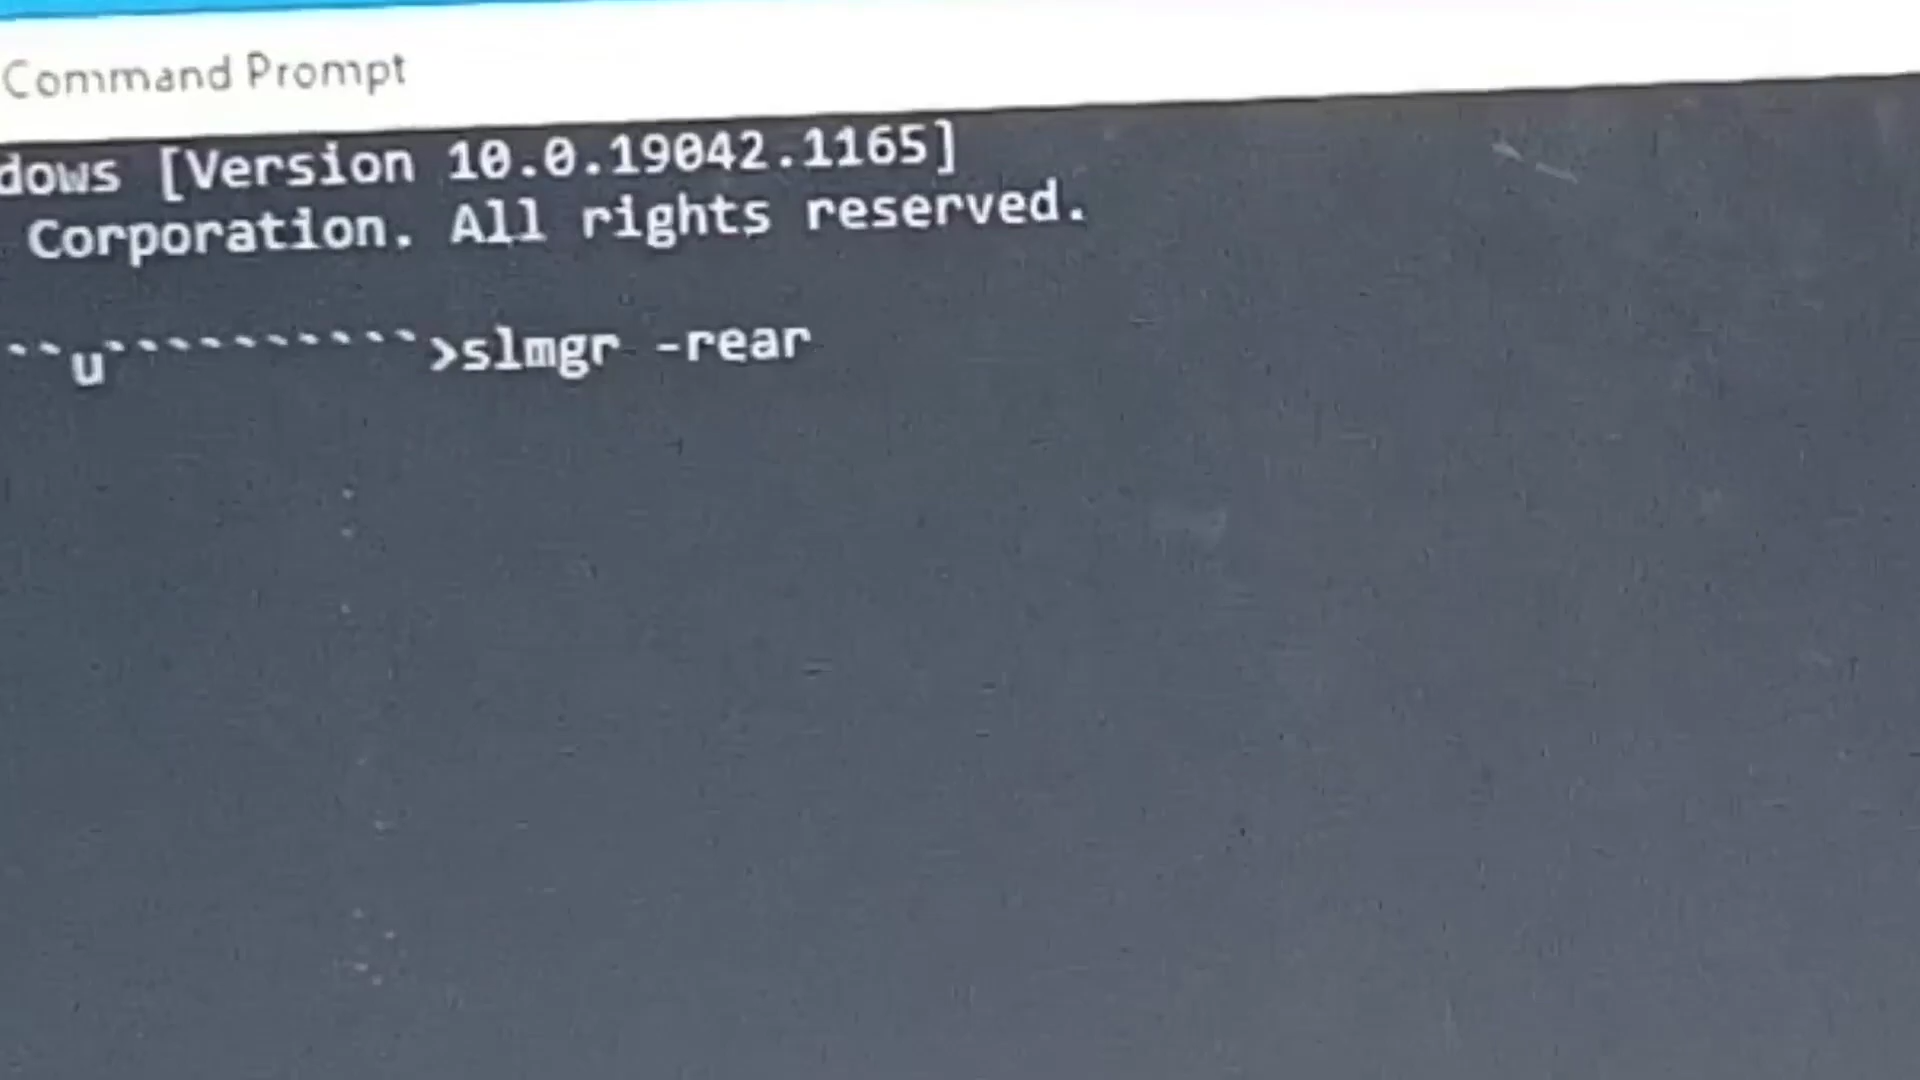 Command Prompt
dows [Version 10.0.19042.1165]
Corporation. All rights reserved.
``u``````````>slmgr -rear